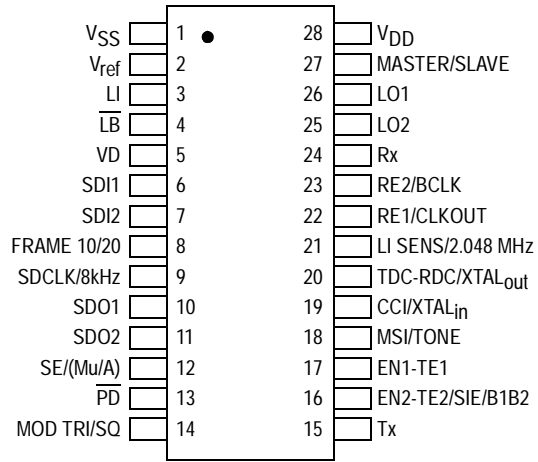 VSS 1 28 VDD
Vref 2 27 MASTER/SLAVE
LI 3 26 LO1
LB 4 25 LO2
VD 5 24 Rx
SDI1 6 23 RE2/BCLK
SDI2 7 22 RE1/CLKOUT
FRAME 10/20 8 21 LI SENS/2.048 MHz
SDCLK/8kHz 9 20 TDC-RDC/XTALout
SDO1 10 19 CCI/XTALin
SDO2 11 18 MSI/TONE
SE/(Mu/A) 12 17 EN1-TE1
PD 13 16 EN2-TE2/SIE/B1B2
MOD TRI/SQ 14 15 Tx